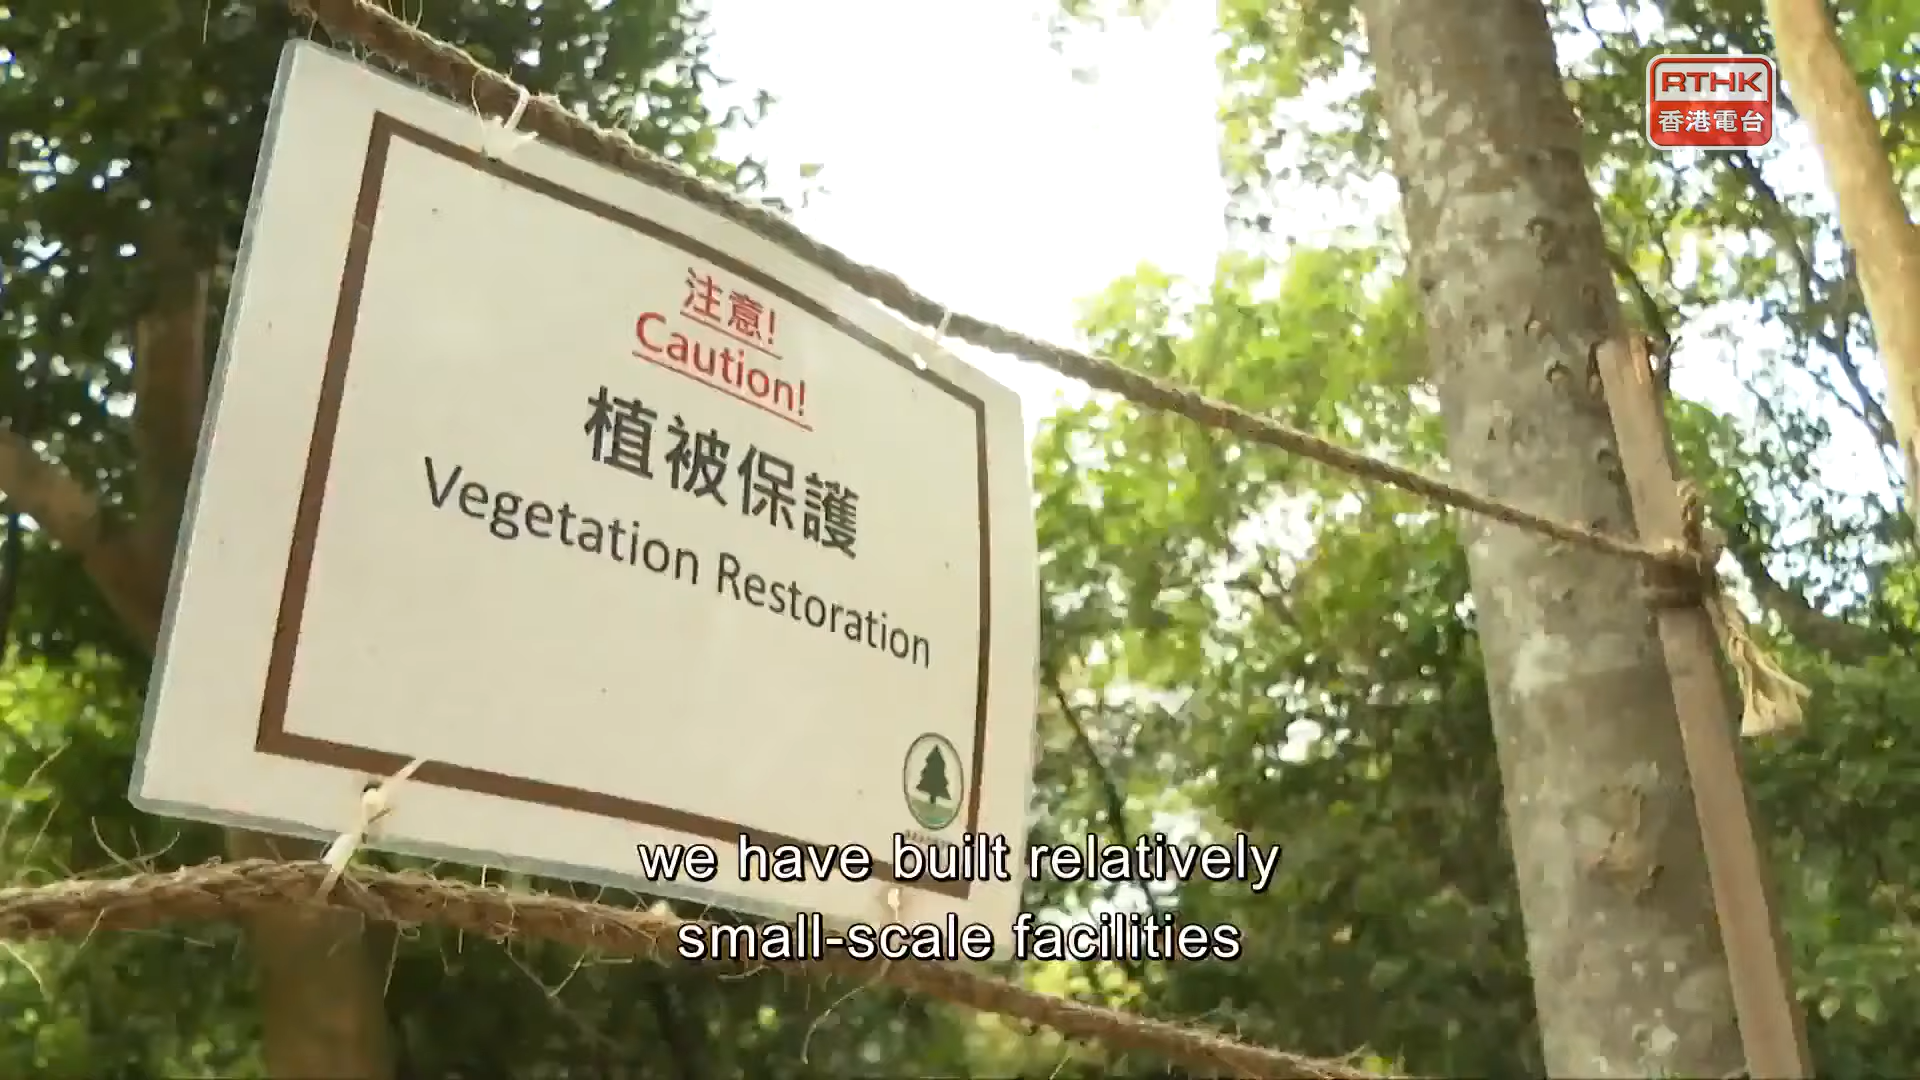 RTHK
香港電台
注意!
Caution!
植被保護
Vegetation Restoration
we have built relatively
small-scale facilities